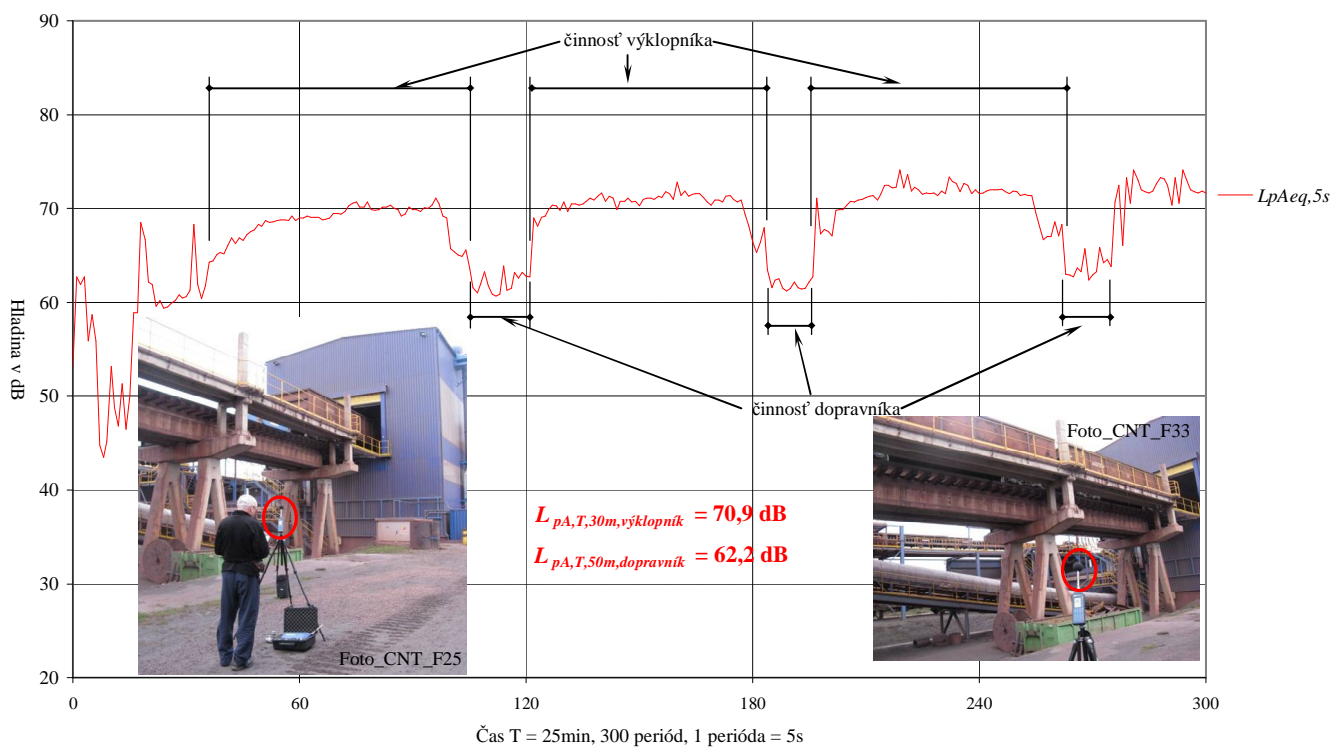 90
80
70
60
50
40
30
20
Hladina v dB
činnosť výklopníka
LpAeq,5s
činnosť dopravníka
Foto_CNT_F33
L pA,T,30m,výklopník = 70,9 dB
L pA,T,50m,dopravník = 62,2 dB
Foto_CNT_F25
0 60 120 180 240 300
Čas T = 25min, 300 periód, 1 perióda = 5s